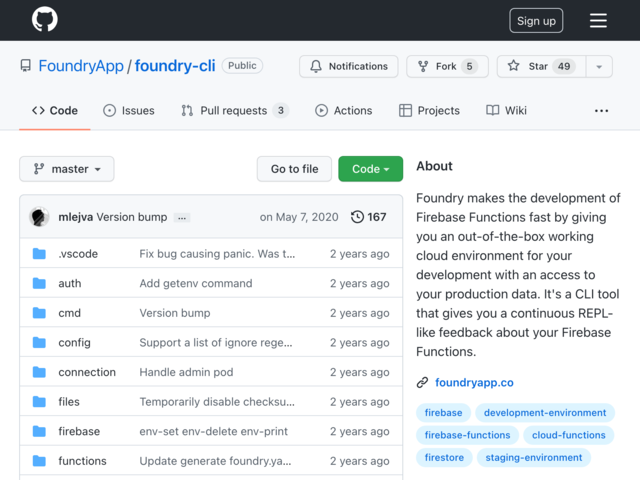 Sign up
FoundryApp / foundry-cli Public
Notifications Fork 5 Star 49
Code Issues Pull requests 3 Actions Projects Wiki ...
master Go to file Code
mlejva Version bump ... on May 7, 2020 167
.vscode Fix bug causing panic. Was t... 2 years ago
auth Add getenv command 2 years ago
cmd Version bump 2 years ago
config Support a list of ignore rege... 2 years ago
connection Handle admin pod 2 years ago
files Temporarily disable checksu... 2 years ago
firebase env-set env-delete env-print 2 years ago
functions Update generate foundry.ya... 2 years ago
About
Foundry makes the development of
Firebase Functions fast by giving
you an out-of-the-box working
cloud environment for your
development with an access to
your production data. It's a CLI tool
that gives you a continuous REPL-
like feedback about your Firebase
Functions.
foundryapp.co
firebase development-environment
firebase-functions cloud-functions
firestore staging-environment